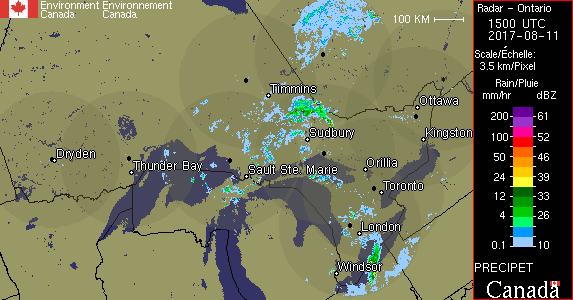 Environment Environnement
Canada Canada
100 KM
Timmins
Ottawa
Sudbury
Kingston
Dryden
Thunder Bay
Sault Ste. Marie
Orillia
Toronto
London
Windsor
Radar - Ontario
1500 UTC
2017-08-11
Scale/Échelle:
3.5 km/Pixel
Rain/Pluie
mm/hr dBZ
200 61
100 52
50 46
24 39
12 33
4 26
0.1 10
PRECIPET
Canada